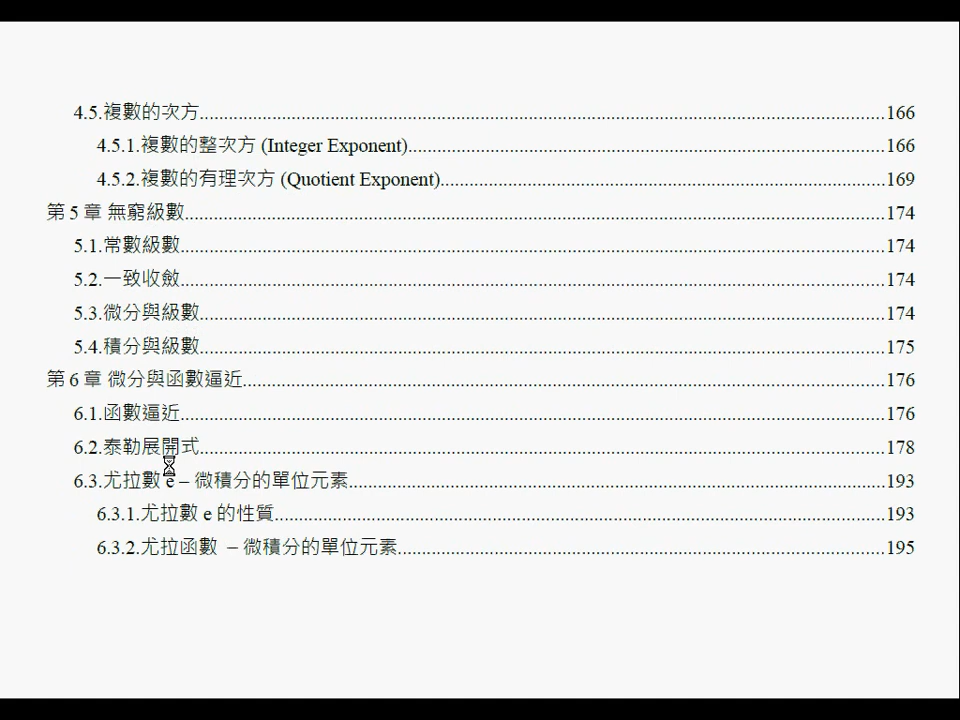 4.5.複數的次方........................166
4.5.1.複數的整次方 (Integer Exponent)........................166
4.5.2.複數的有理次方 (Quotient Exponent)........................169
第 5 章 無窮級數........................174
5.1.常數級數........................174
5.2.一致收斂........................174
5.3.微分與級數........................174
5.4.積分與級數........................175
第 6 章 微分與函數逼近........................176
6.1.函數逼近........................176
6.2.泰勒展開式........................178
6.3.尤拉數 e – 微積分的單位元素........................193
6.3.1.尤拉數 e 的性質........................193
6.3.2.尤拉函數 – 微積分的單位元素........................195